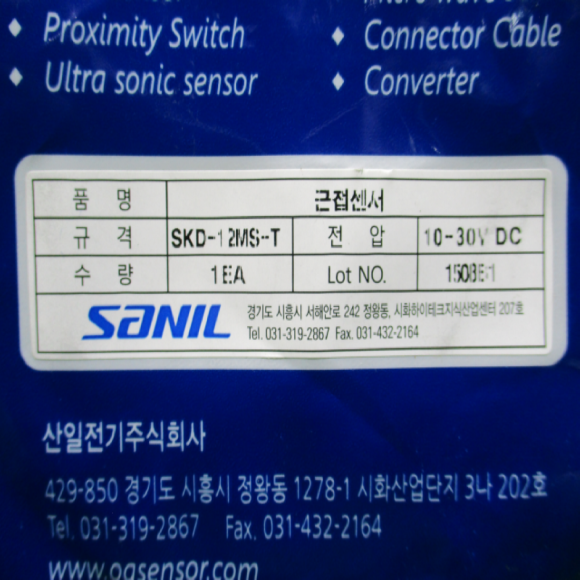 Proximity Switch
Connector Cable
Ultra sonic sensor
Converter
품 명 근접센서
규 격 SKD-12MS-T 전 압 10-30V DC
수 량 1EA Lot NO.
SANIL 경기도 시흥시 서해안로 242 정왕동, 시화하이테크지식산업센터 207호
Tel. 031-319-2867 Fax. 031-432-2164
산일전기주식회사
429-850 경기도 시흥시 정왕동 1278-1 시화산업단지 3나 202호
Tel. 031-319-2867 Fax. 031-432-2164
www.oasensor.com